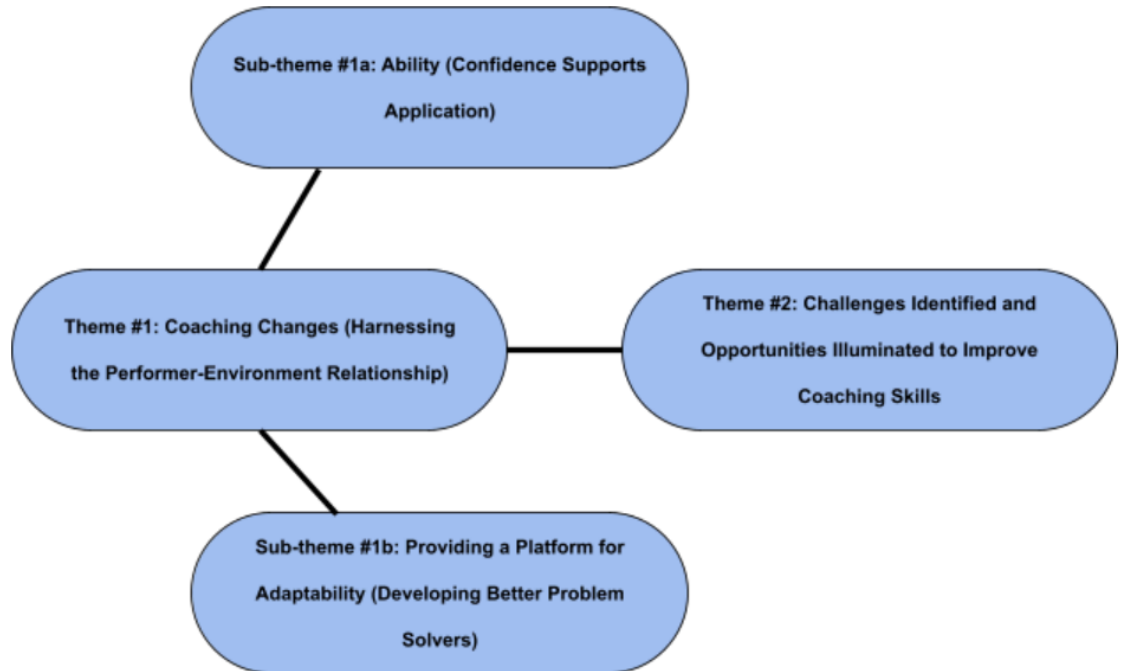 Sub-theme #1a: Ability (Confidence Supports
Application)
Theme #1: Coaching Changes (Harnessing
the Performer-Environment Relationship)
Theme #2: Challenges Identified and
Opportunities Illuminated to Improve
Coaching Skills
Sub-theme #1b: Providing a Platform for
Adaptability (Developing Better Problem
Solvers)